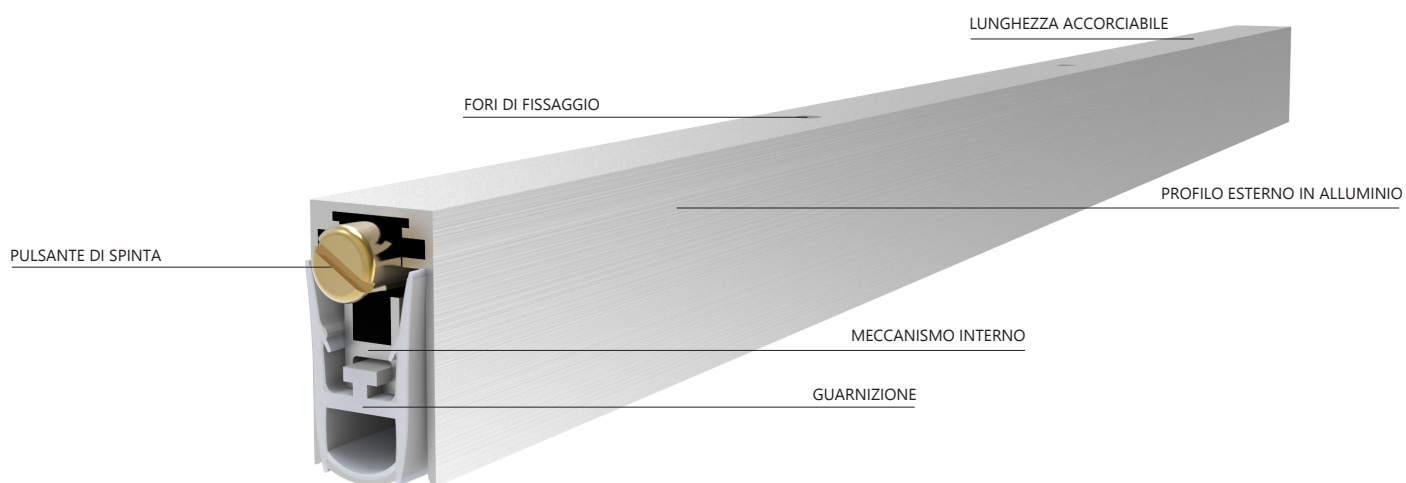 LUNGHEZZA ACCORCIABILE
FORI DI FISSAGGIO
PROFILO ESTERNO IN ALLUMINIO
PULSANTE DI SPINTA
MECCANISMO INTERNO
GUARNIZIONE